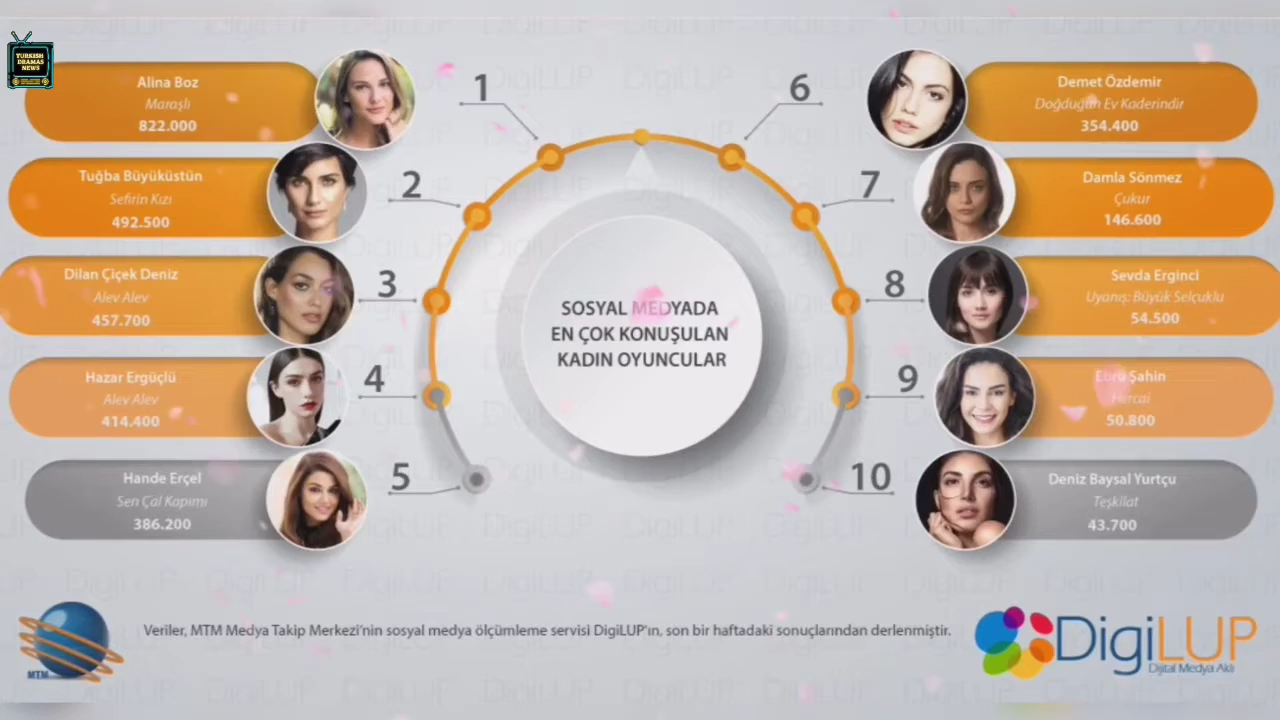 TURKISH
DRAMAS
NEWS
Alina Boz
Maraşlı
822.000
1
Tuğba Büyüküstün
Sefirin Kızı
492.500
2
Dilan Çiçek Deniz
Alev Alev
457.700
3
Hazar Ergüçlü
Alev Alev
414.400
4
Hande Erçel
Sen Çal Kapımı
386.200
5
SOSYAL MEDYADA
EN ÇOK KONUŞULAN
KADIN OYUNCULAR
6
Demet Özdemir
Doğduğun Ev Kaderindir
354.400
7
Damla Sönmez
Çukur
146.600
8
Sevda Erginci
Uyanış: Büyük Selçuklu
54.500
9
Ebru Şahin
Hercai
50.800
10
Deniz Baysal Yurtçu
Teşkilat
43.700
MTM
Veriler, MTM Medya Takip Merkezi'nin sosyal medya ölçümleme servisi DigiLUP'ın, son bir haftadaki sonuçlarından derlenmiştir.
DigiLUP
Dijital Medya Aklı